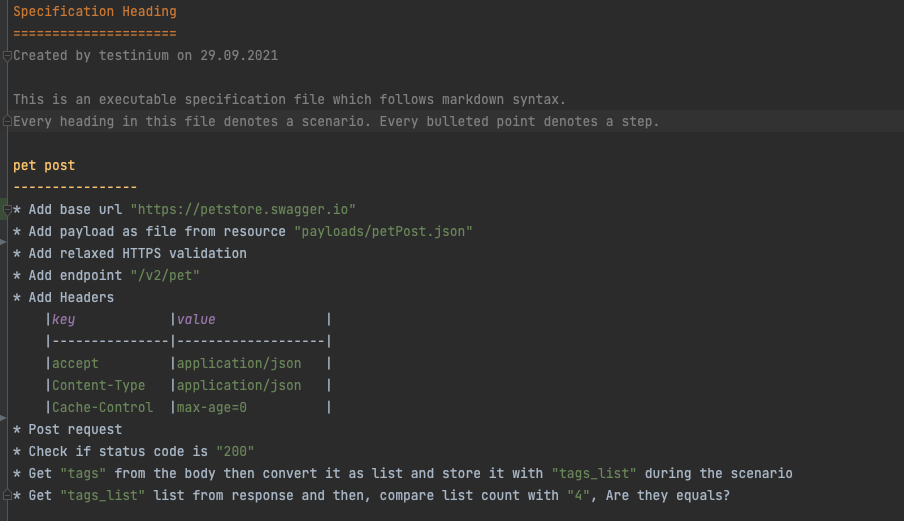 Specification Heading
=====================
Created by testinium on 29.09.2021
This is an executable specification file which follows markdown syntax.
Every heading in this file denotes a scenario. Every bulleted point denotes a step.
pet post
----------------
* Add base url "https://petstore.swagger.io"
* Add payload as file from resource "payloads/petPost.json"
* Add relaxed HTTPS validation
* Add endpoint "/v2/pet"
* Add Headers
|key            |value              |
|---------------|-------------------|
|accept         |application/json   |
|Content-Type   |application/json   |
|Cache-Control  |max-age=0          |
* Post request
* Check if status code is "200"
* Get "tags" from the body then convert it as list and store it with "tags_list" during the scenario
* Get "tags_list" list from response and then, compare list count with "4", Are they equals?